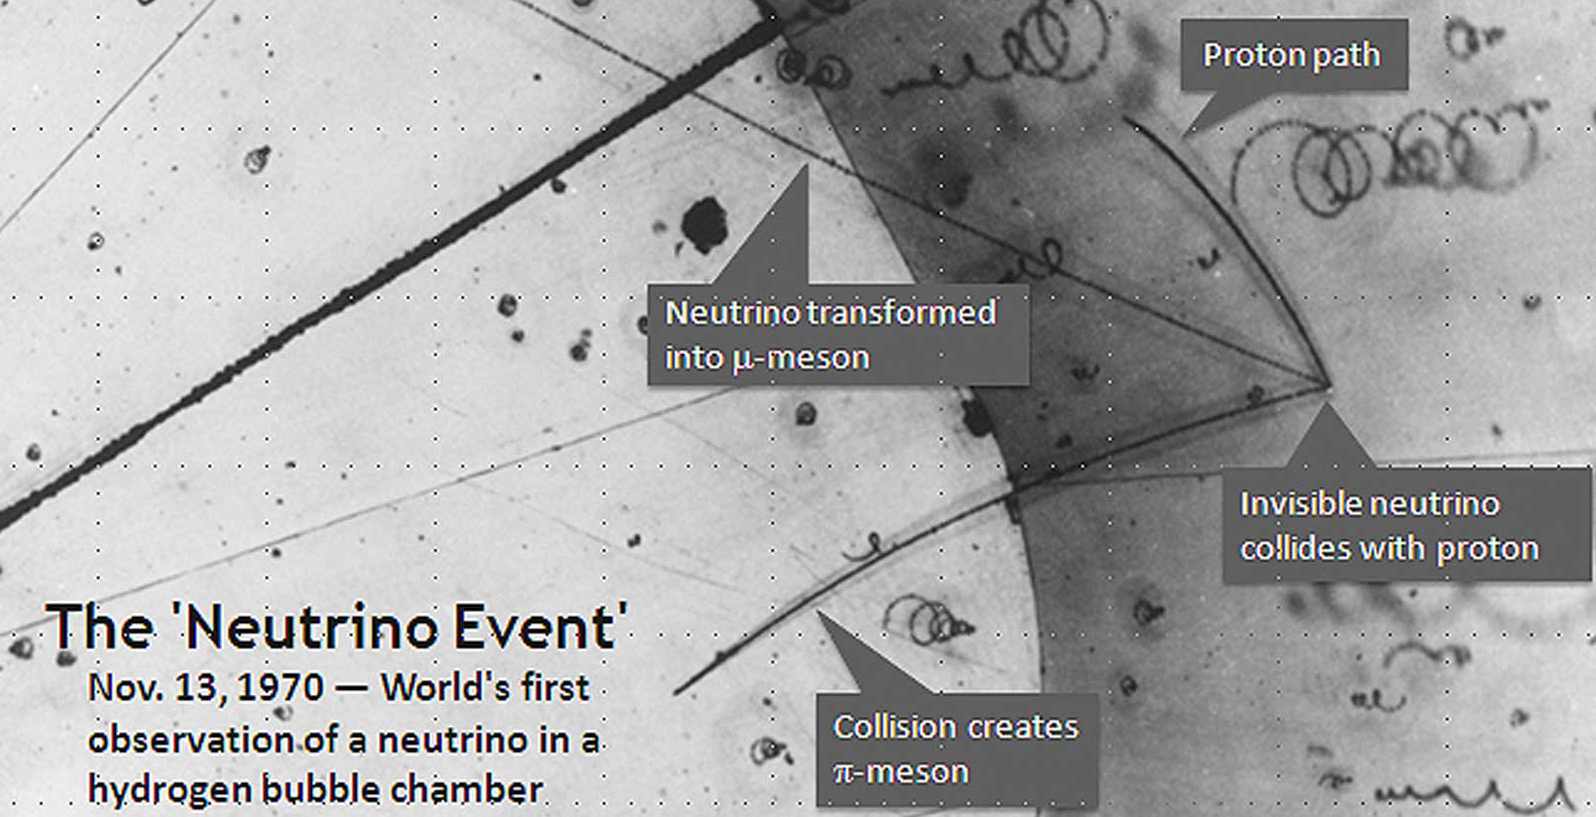 Proton path
Neutrino transformed
into μ-meson
Invisible neutrino
collides with proton
The 'Neutrino Event'
Nov. 13, 1970 — World's first
observation of a neutrino in a
hydrogen bubble chamber
Collision creates
π-meson